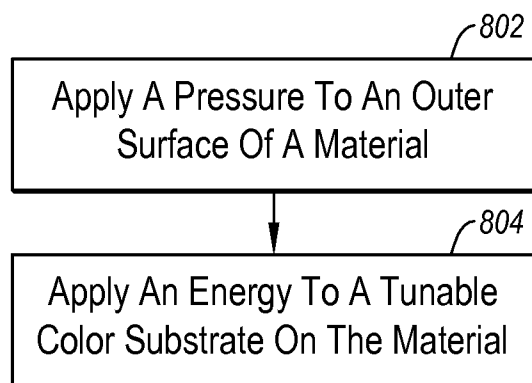 802
Apply A Pressure To An Outer
Surface Of A Material
804
Apply An Energy To A Tunable
Color Substrate On The Material